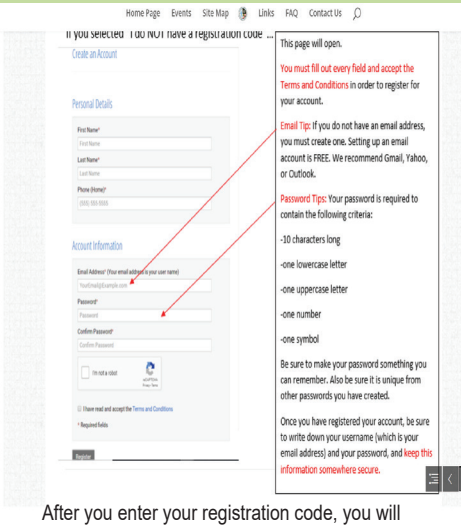 Home Page Events Site Map Links FAQ Contact Us
If you selected "I do NOT have a registration code" ...
Create an Account
Personal Details
First Name*
First Name
Last Name*
Last Name
Phone (Home)*
(555) 555-5555
Account Information
Email Address* (Your email address is your user name)
YourEmail@Example.com
Password*
Password
Confirm Password*
Confirm Password
I'm not a robot
reCAPTCHA
Privacy - Terms
I have read and accept the Terms and Conditions
* Required fields
Register
This page will open.
You must fill out every field and accept the
Terms and Conditions in order to register for
your account.
Email Tip: If you do not have an email address,
you must create one. Setting up an email
account is FREE. We recommend Gmail, Yahoo,
or Outlook.
Password Tips: Your password is required to
contain the following criteria:
-10 characters long
-one lowercase letter
-one uppercase letter
-one number
-one symbol
Be sure to make your password something you
can remember. Also be sure it is unique from
other passwords you have created.
Once you have registered your account, be sure
to write down your username (which is your
email address) and your password, and keep this
information somewhere secure.
After you enter your registration code, you will